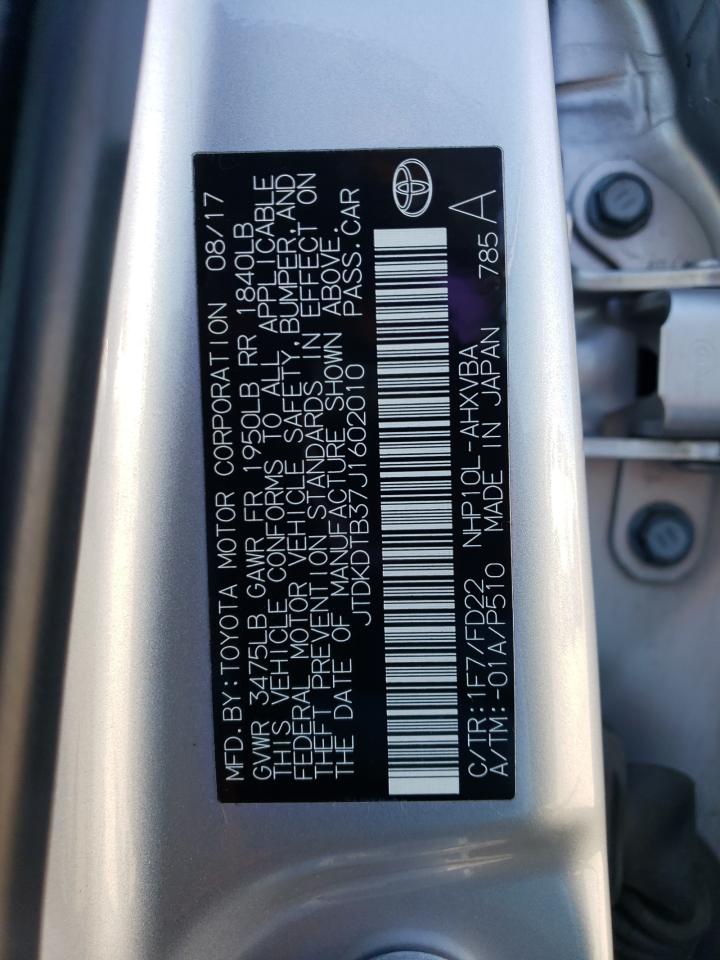 MFD.BY:TOYOTA MOTOR CORPORATION 08/17
GVWR 3475LB GAWR FR 1950LB RR 1840LB
THIS VEHICLE CONFORMS TO ALL APPLICABLE
FEDERAL MOTOR VEHICLE SAFETY,BUMPER,AND
THEFT PREVENTION STANDARDS IN EFFECT ON
THE DATE OF MANUFACTURE SHOWN ABOVE.
JTDKDTB37J1602010 PASS.CAR
C/TR:1F7/FD22 NHP10L-AHXVBA 785 A
A/TM:-01A/P510 MADE IN JAPAN